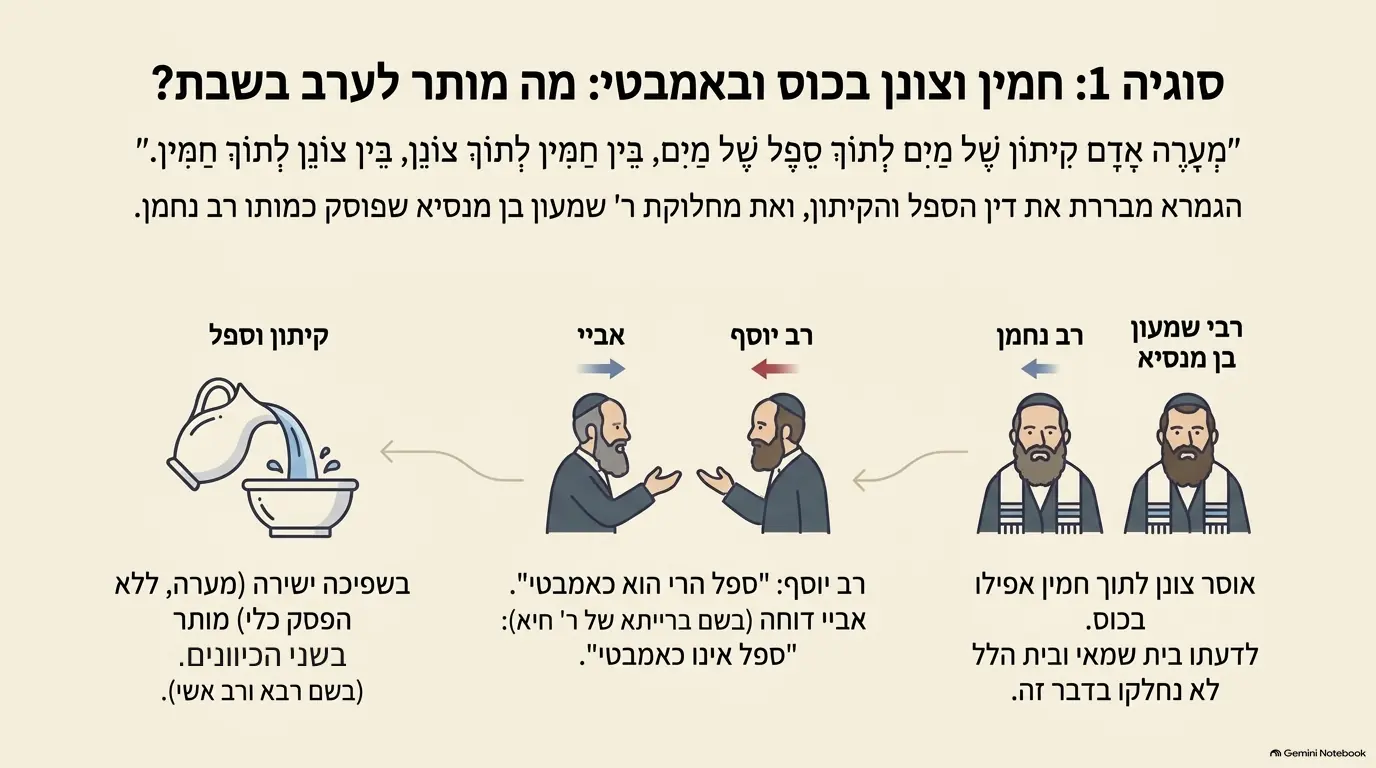 סוגיה 1: חמין וצונן בכוס ובאמבטי: מה מותר לערב בשבת?
"מְעָרֶה אָדָם קִיתוֹן שֶׁל מַיִם לְתוֹךְ סֵפֶל שֶׁל מַיִם, בֵּין חַמִּין לְתוֹךְ צוֹנֵן, בֵּין צוֹנֵן לְתוֹךְ חַמִּין."
הגמרא מבררת את דין הספל והקיתון, ואת מחלוקת ר' שמעון בן מנסיא שפוסק כמותו רב נחמן.
רבי שמעון
בן מנסיא
רב נחמן
אוסר צונן לתוך חמין אפילו
בכוס.
לדעתו בית שמאי ובית הלל
לא נחלקו בדבר זה.
רב יוסף
אביי
רב יוסף: "ספל הרי הוא כאמבטי".
אביי דוחה (בשם ברייתא של ר' חיא):
"ספל אינו כאמבטי".
קיתון וספל
בשפיכה ישירה (מערה, ללא
הפסק כלי) מותר
בשני הכיוונים.
(בשם רבא ורב אשי).
Gemini Notebook